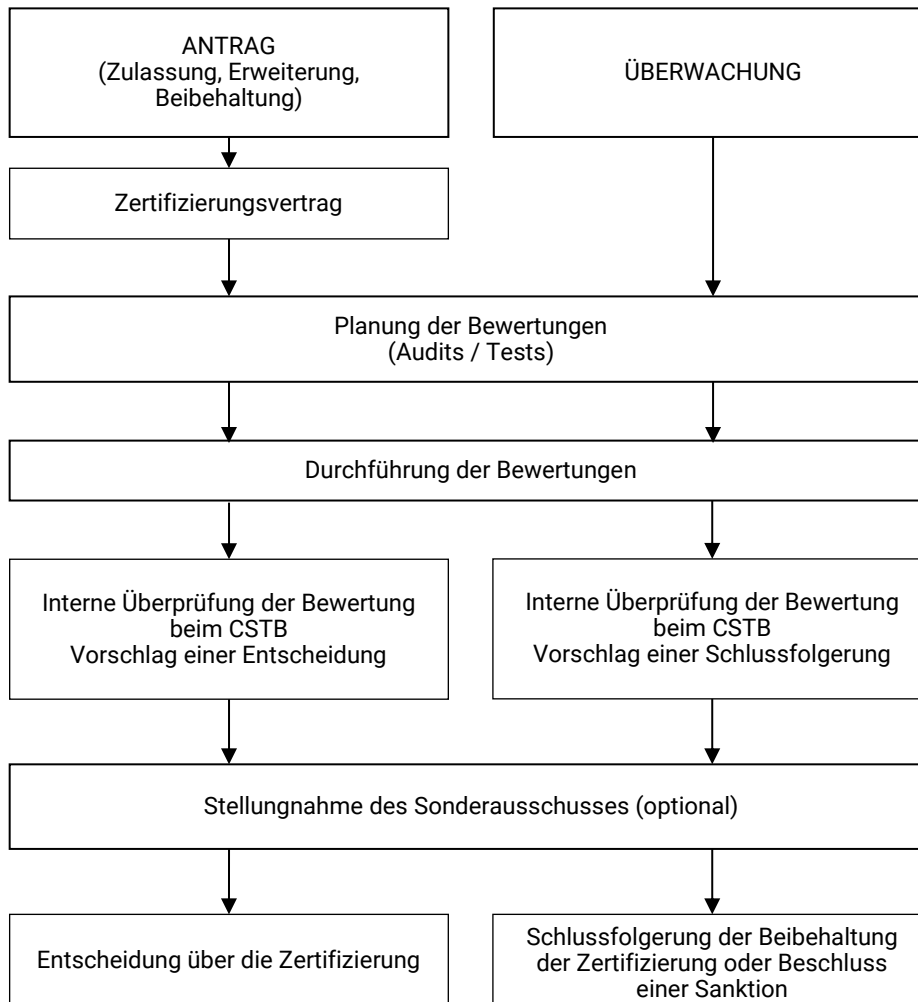 ANTRAG
(Zulassung, Erweiterung,
Beibehaltung)
ÜBERWACHUNG
Zertifizierungsvertrag
Planung der Bewertungen
(Audits / Tests)
Durchführung der Bewertungen
Interne Überprüfung der Bewertung
beim CSTB
Vorschlag einer Entscheidung
Interne Überprüfung der Bewertung
beim CSTB
Vorschlag einer Schlussfolgerung
Stellungnahme des Sonderausschusses (optional)
Entscheidung über die Zertifizierung
Schlussfolgerung der Beibehaltung
der Zertifizierung oder Beschluss
einer Sanktion